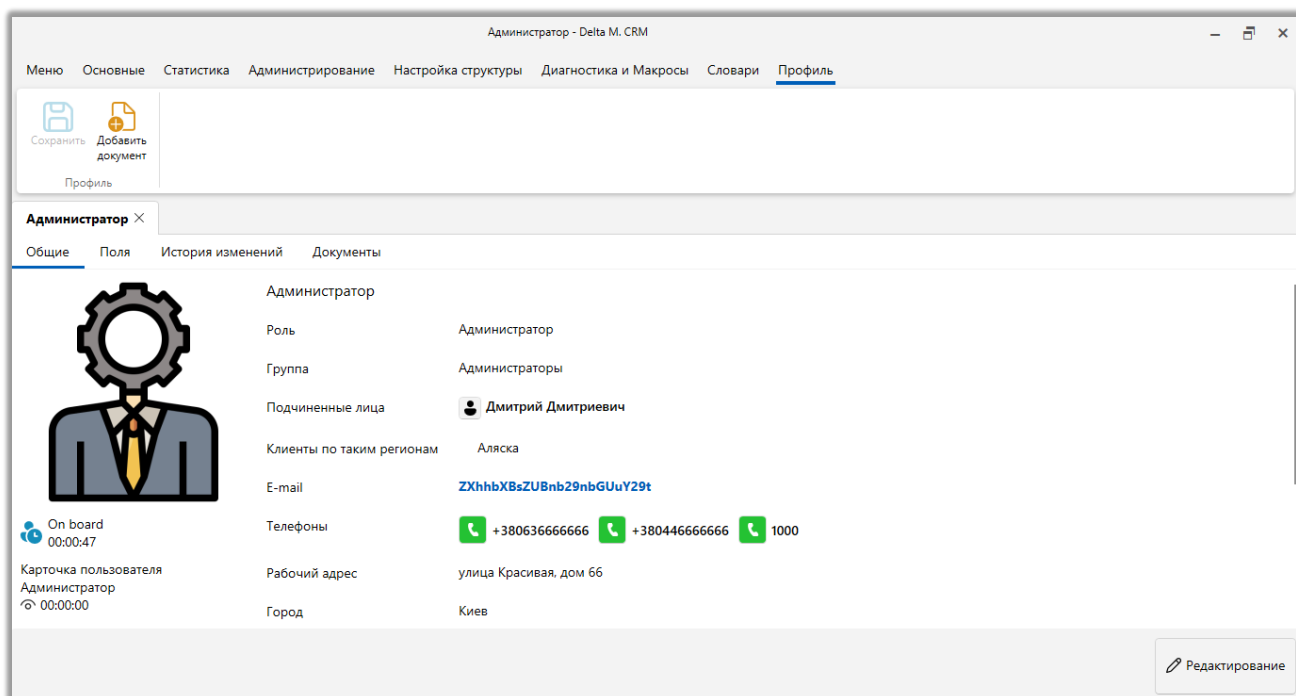 Администратор - Delta M. CRM
Меню Основные Статистика Администрирование Настройка структуры Диагностика и Макросы Словари Профиль
Сохранить Добавить
документ
Профиль
Администратор
Общие Поля История изменений Документы
Администратор
Роль Администратор
Группа Администраторы
Подчиненные лица Дмитрий Дмитриевич
Клиенты по таким регионам Аляска
E-mail ZXhhbXBsZUBnb29nbGUuY29t
Телефоны +380636666666 +380446666666 1000
Рабочий адрес улица Красивая, дом 66
Город Киев
On board
00:00:47
Карточка пользователя
Администратор
00:00:00
Редактирование